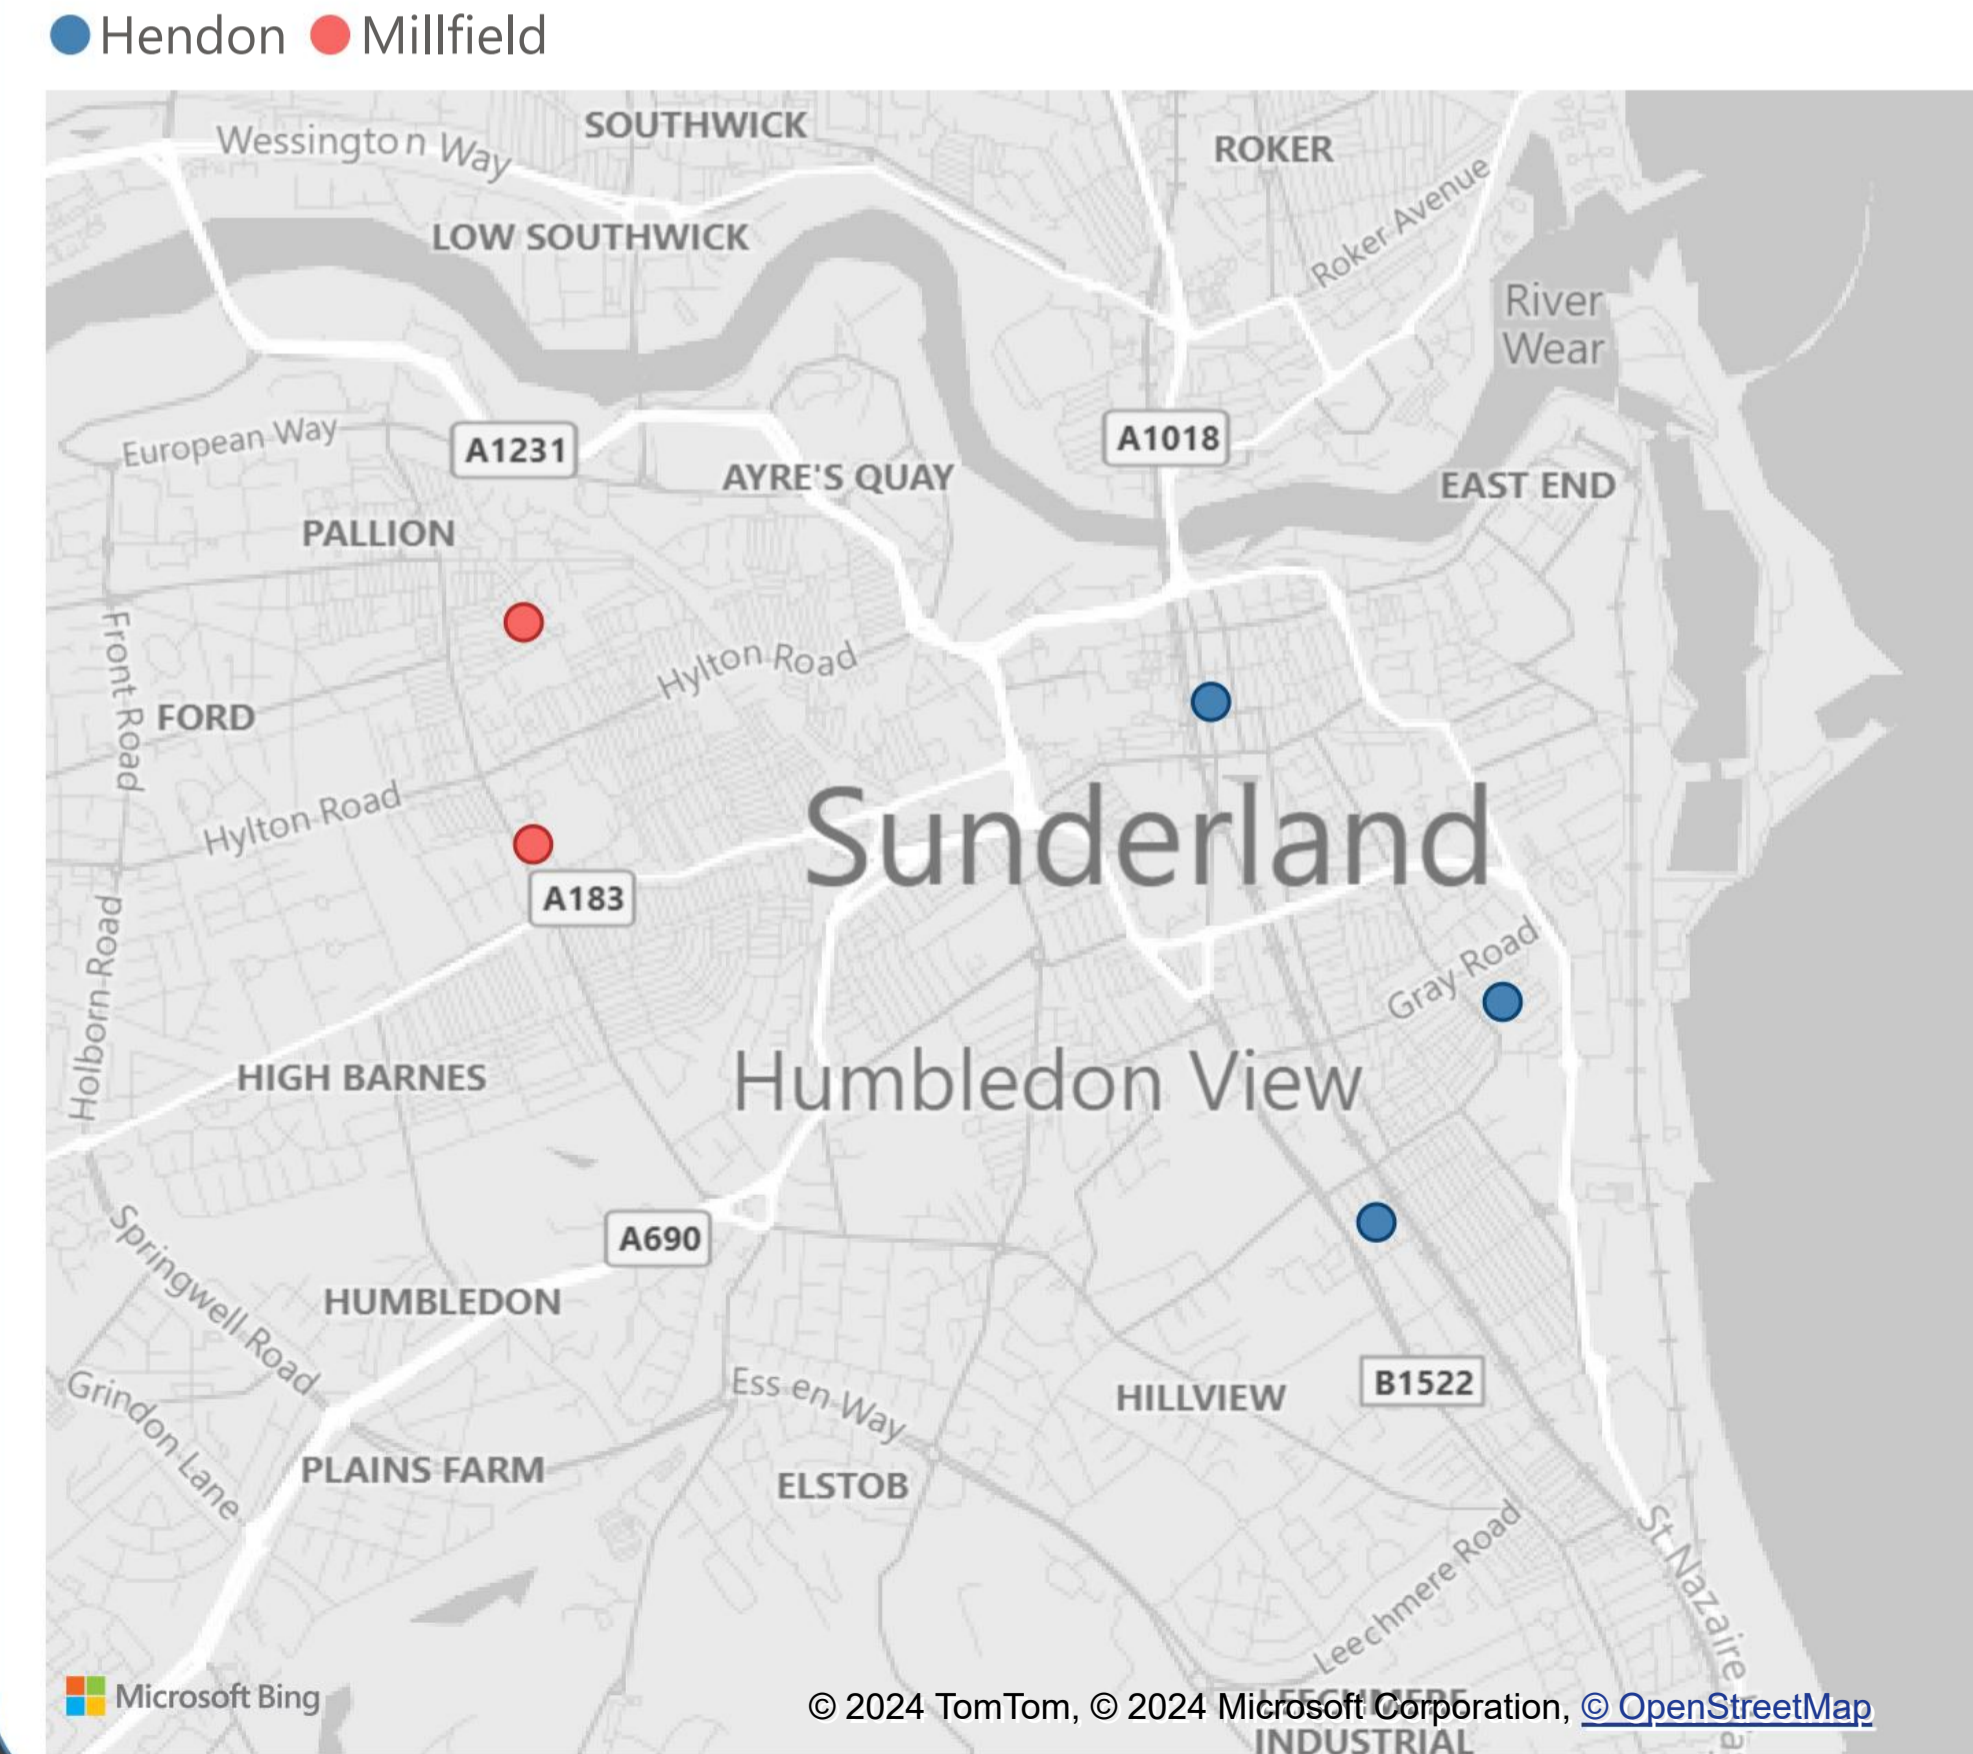 Hendon Millfield
SOUTHWICK
Wessington Way
ROKER
Roker Avenue
LOW SOUTHWICK
River
Wear
European Way
A1231
A1018
AYRE'S QUAY
EAST END
PALLION
Front Road
Hylton Road
FORD
Hylton Road
Sunderland
A183
Holborn Road
Gray Road
HIGH BARNES
Humbledon View
Springwell Road
A690
HUMBLEDON
Grindon Lane
Essen Way
HILLVIEW
B1522
PLAINS FARM
ELSTOB
Leechmere Road
St Nazaire
Microsoft Bing
© 2024 TomTom, © 2024 Microsoft Corporation, © OpenStreetMap
LEECHMERE
INDUSTRIAL